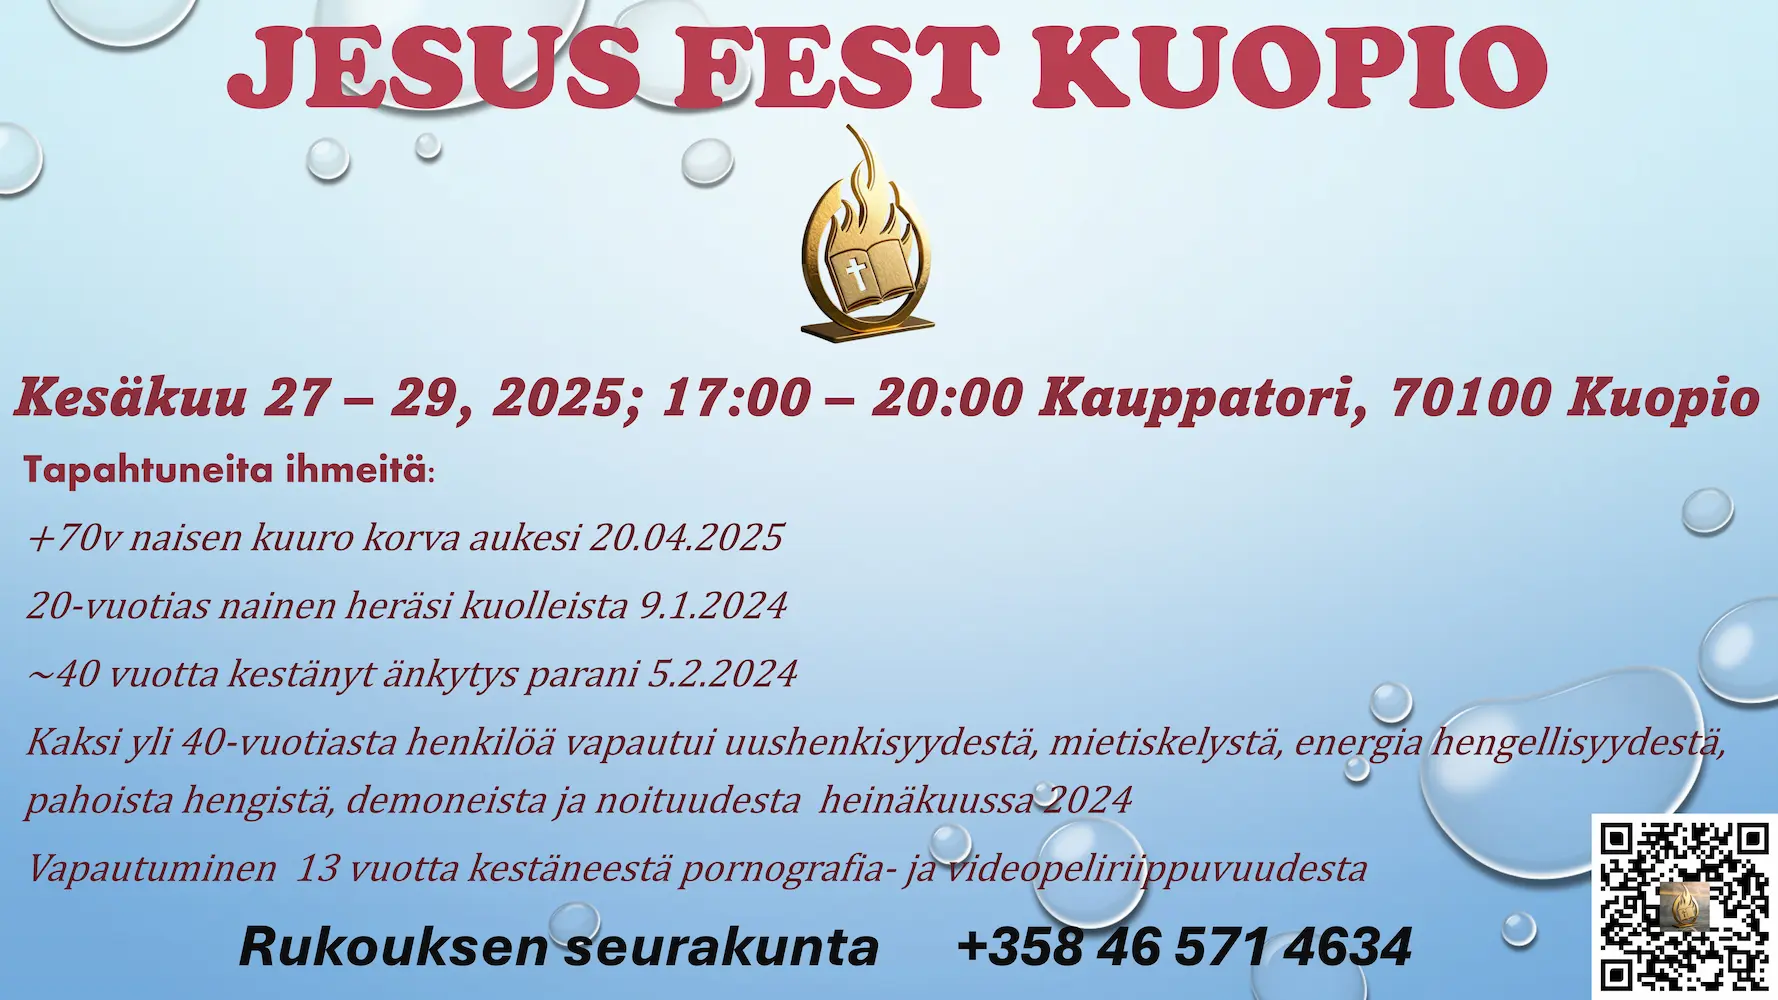 JESUS FEST KUOPIO
Kesäkuu 27 – 29, 2025; 17:00 – 20:00 Kauppatori, 70100 Kuopio
Tapahtuneita ihmeitä:
+70v naisen kuuro korva aukesi 20.04.2025
20-vuotias nainen heräsi kuolleista 9.1.2024
~40 vuotta kestänyt änkytys parani 5.2.2024
Kaksi yli 40-vuotiasta henkilöä vapautui uushenkisyydestä, mietiskelystä, energia hengellisyydestä,
pahoista hengistä, demoneista ja noituudesta heinäkuussa 2024
Vapautuminen 13 vuotta kestäneestä pornografia- ja videopeliriippuvuudesta
Rukouksen seurakunta +358 46 571 4634